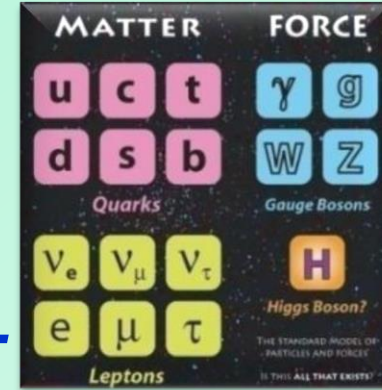 MATTER FORCE
u c t γ g
d s b W Z
Quarks Gauge Bosons
νe νμ ντ H
Higgs Boson?
e μ τ
THE STANDARD MODEL OF
PARTICLES AND FORCES
IS THIS ALL THAT EXISTS?
Leptons